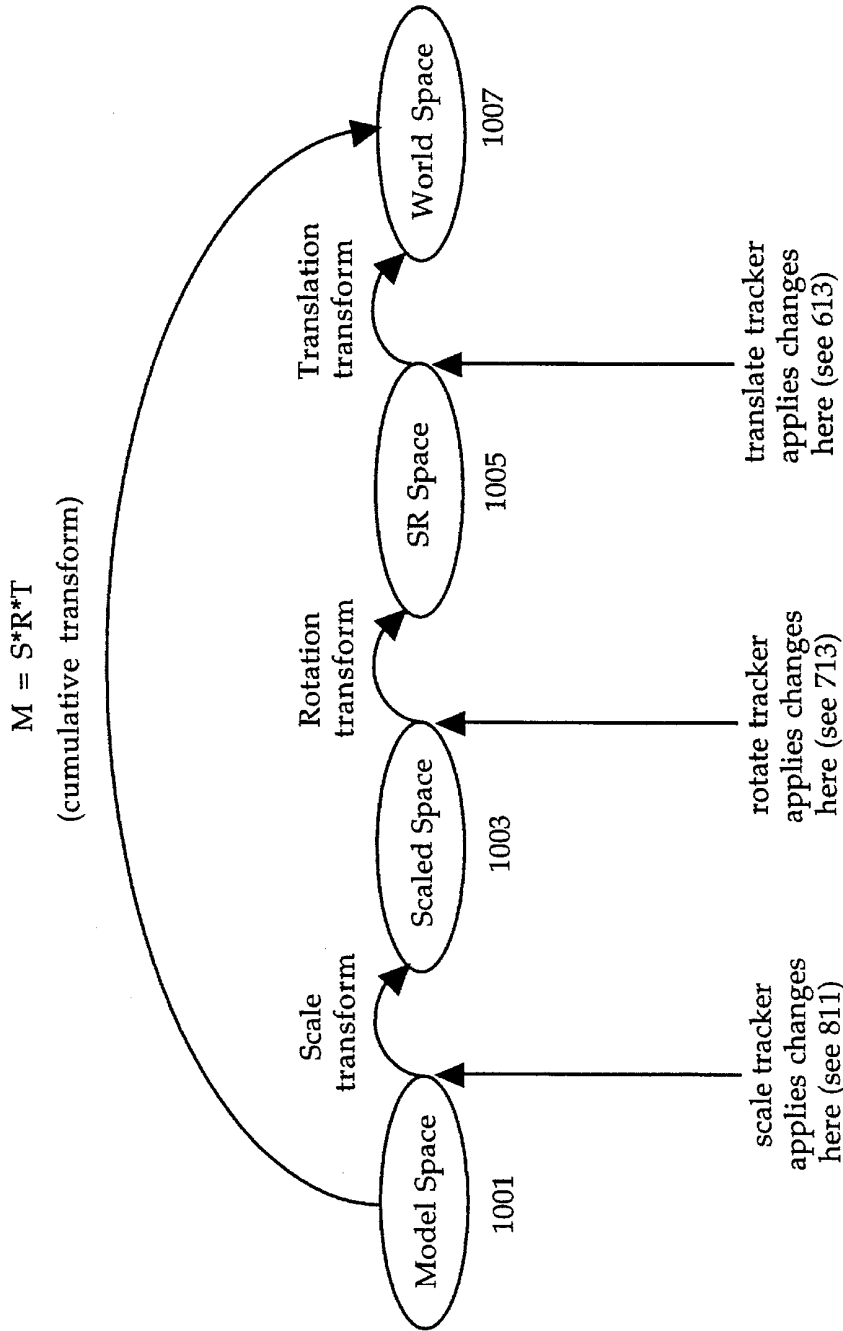 M = S*R*T
(cumulative transform)
Scale
transform
Rotation
transform
Translation
transform
Model Space
Scaled Space
SR Space
World Space
1001
1003
1005
1007
scale tracker
applies changes
here (see 811)
rotate tracker
applies changes
here (see 713)
translate tracker
applies changes
here (see 613)